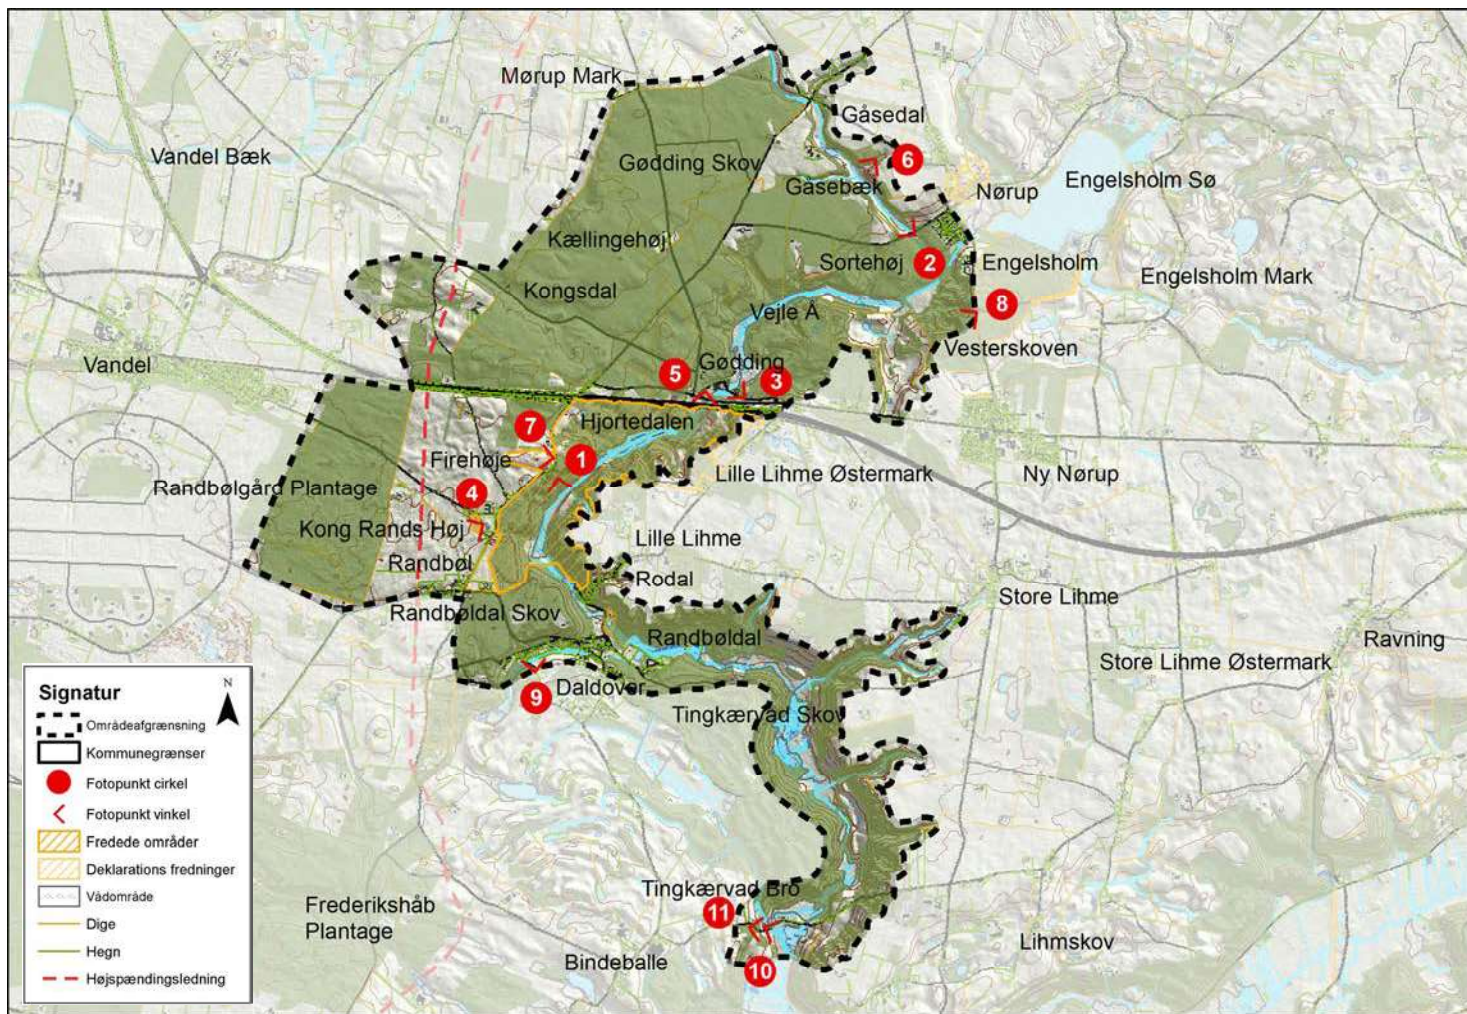 Mørup Mark
Gåsedal
Vandel Bæk
Gødding Skov
6
Gåsebæk
Engelsholm Sø
Nørup
Kællingehøj
Sortehøj
2
Engelsholm
Engelsholm Mark
Kongsdal
Vejle Å
8
Vesterskoven
Vandel
Gødding
5
3
Hjortedalen
7
Firehøje
1
Lille Lihme Østermark
Ny Nørup
Randbølgård Plantage
4
Kong Rands Høj
Lille Lihme
Randbøl
Rodal
Randbøldal Skov
Store Lihme
Randbøldal
Ravning
Store Lihme Østermark
9
Daldover
Tingkærvad Skov
Tingkærvad Bro
11
Frederikshåb
Plantage
Lihmskov
Bindeballe
10
Signatur
N
Områdeafgrænsning
Kommunegrænser
Fotopunkt cirkel
Fotopunkt vinkel
Fredede områder
Deklarations fredninger
Vådområde
Dige
Hegn
Højspændingsledning